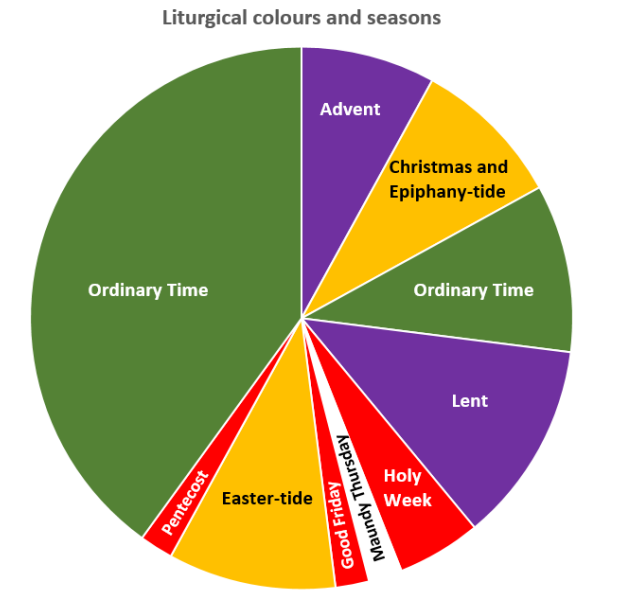 Liturgical colours and seasons
Advent
Christmas and
Epiphany-tide
Ordinary Time
Lent
Holy
Week
Maundy Thursday
Good Friday
Easter-tide
Pentecost
Ordinary Time